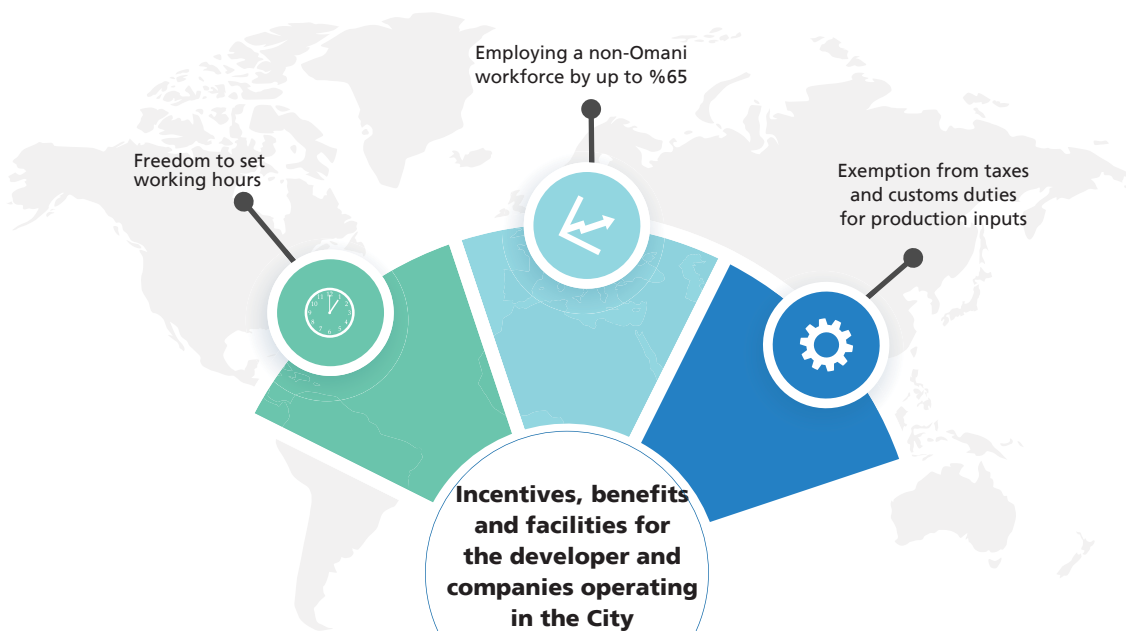 Employing a non-Omani
workforce by up to %65
Freedom to set
working hours
Exemption from taxes
and customs duties
for production inputs
Incentives, benefits
and facilities for
the developer and
companies operating
in the City